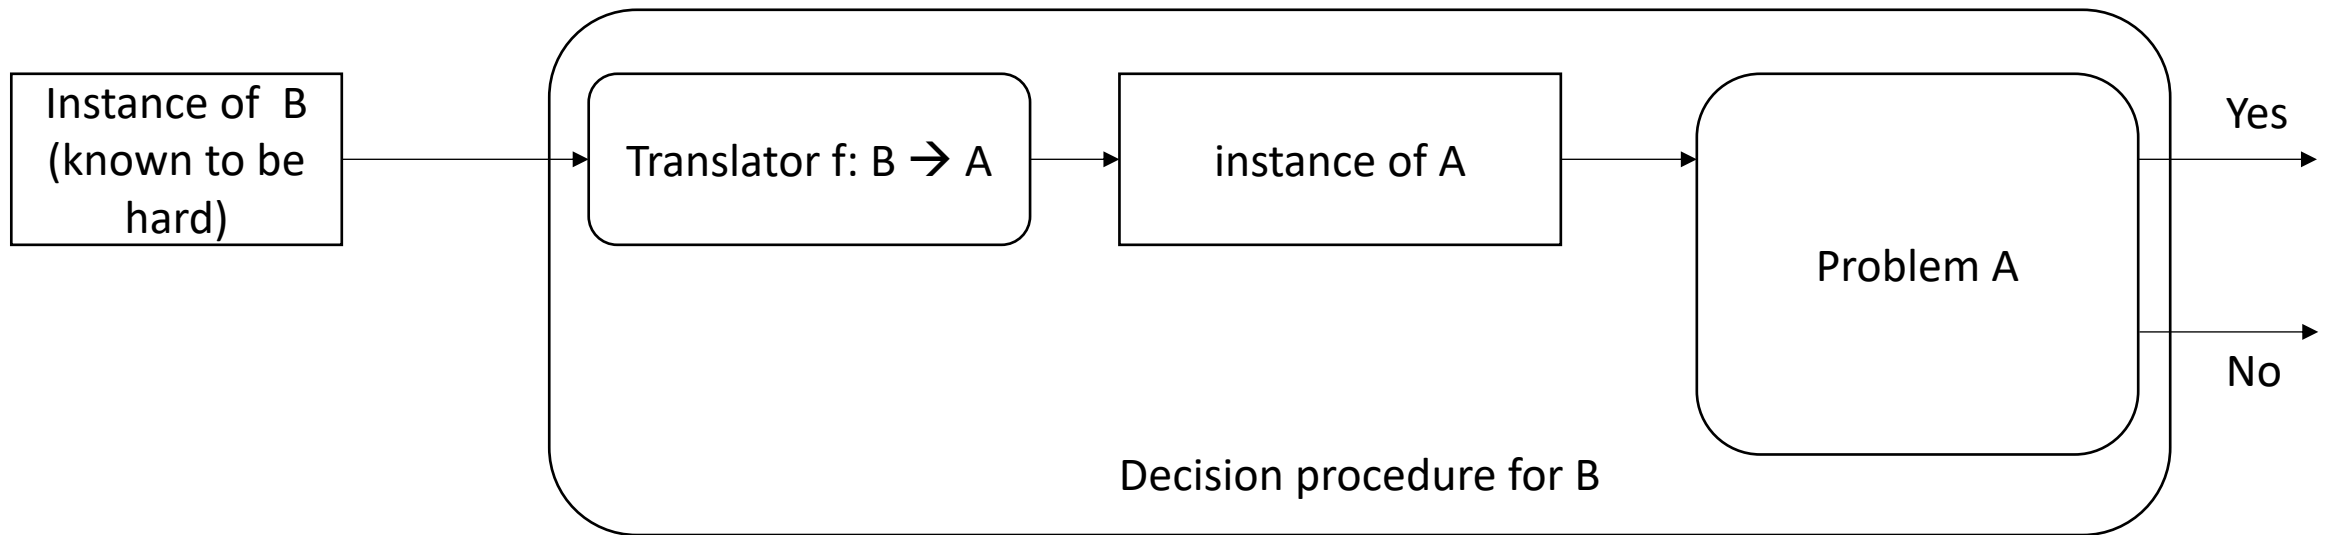 Instance of  B
(known to be
hard)
Translator f: B → A
instance of A
Problem A
Yes
No
Decision procedure for B